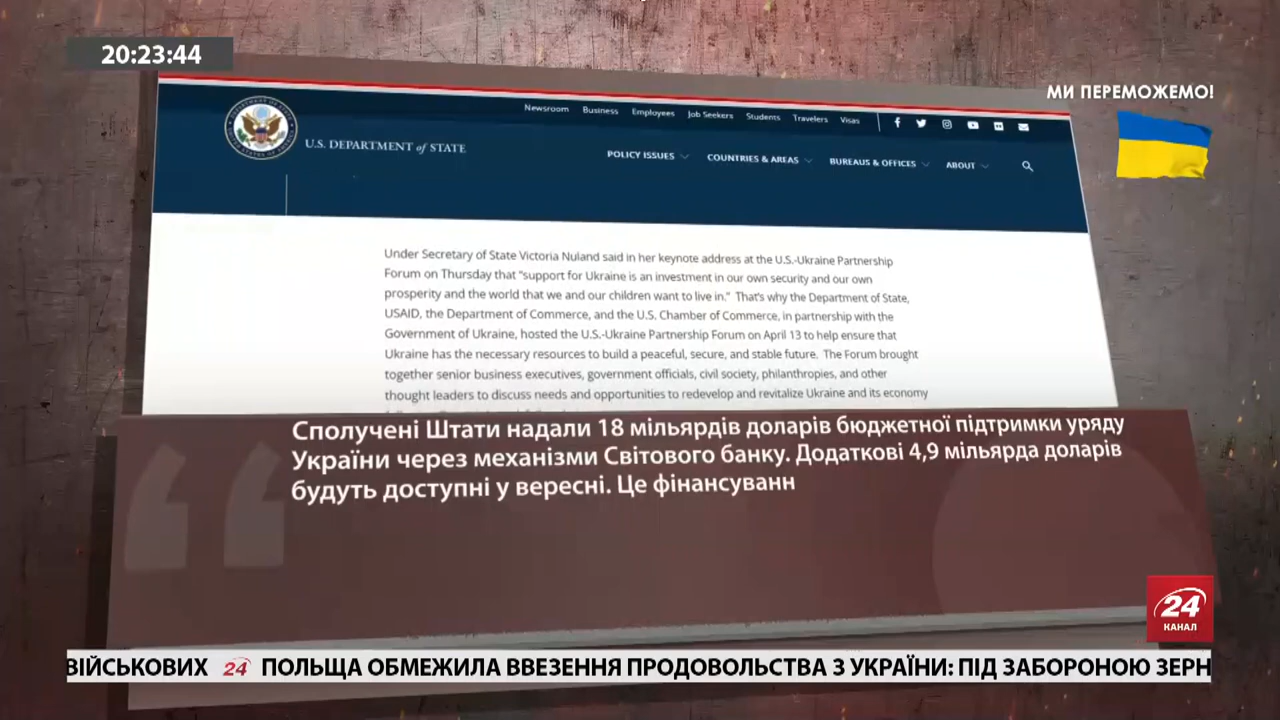 20:23:44
МИ ПЕРЕМОЖЕМО!
Newsroom Business Employees Job Seekers Students Travelers Visas
U.S. DEPARTMENT of STATE
POLICY ISSUES COUNTRIES & AREAS BUREAUS & OFFICES ABOUT
Under Secretary of State Victoria Nuland said in her keynote address at the U.S.-Ukraine Partnership
Forum on Thursday that “support for Ukraine is an investment in our own security and our own
prosperity and the world that we and our children want to live in.” That’s why the Department of State,
USAID, the Department of Commerce, and the U.S. Chamber of Commerce, in partnership with the
Government of Ukraine, hosted the U.S.-Ukraine Partnership Forum on April 13 to help ensure that
Ukraine has the necessary resources to build a peaceful, secure, and stable future. The Forum brought
together senior business executives, government officials, civil society, philanthropies, and other
thought leaders to discuss needs and opportunities to redevelop and revitalize Ukraine and its economy
Сполучені Штати надали 18 мільярдів доларів бюджетної підтримки уряду
України через механізми Світового банку. Додаткові 4,9 мільярда доларів
будуть доступні у вересні. Це фінансуванн
24
КАНАЛ
ВІЙСЬКОВИХ 24 ПОЛЬЩА ОБМЕЖИЛА ВВЕЗЕННЯ ПРОДОВОЛЬСТВА З УКРАЇНИ: ПІД ЗАБОРОНОЮ ЗЕРН